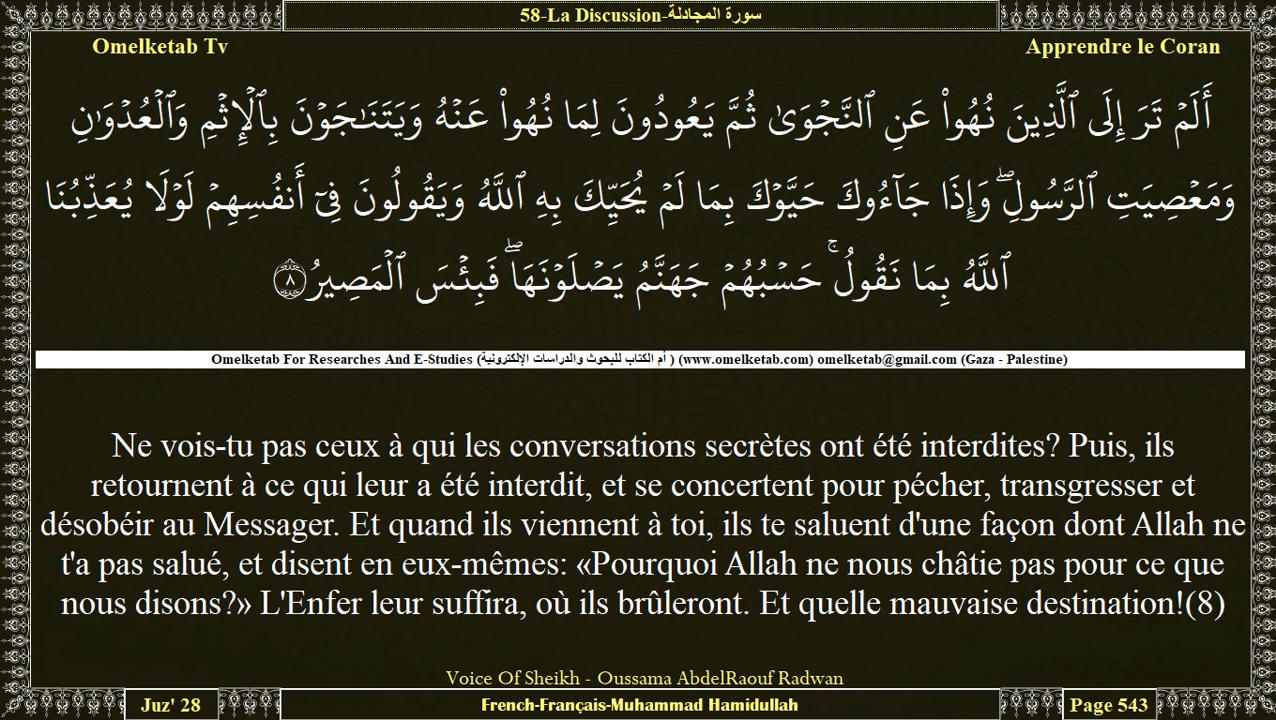 58-La Discussion-سورة المجادلة
Omelketab Tv
Apprendre le Coran
أَلَمۡ تَرَ إِلَى ٱلَّذِينَ نُهُواْ عَنِ ٱلنَّجۡوَىٰ ثُمَّ يَعُودُونَ لِمَا نُهُواْ عَنۡهُ وَيَتَنَٰجَوۡنَ بِٱلۡإِثۡمِ وَٱلۡعُدۡوَٰنِ
وَمَعۡصِيَتِ ٱلرَّسُولِۖ وَإِذَا جَآءُوكَ حَيَّوۡكَ بِمَا لَمۡ يُحَيِّكَ بِهِ ٱللَّهُ وَيَقُولُونَ فِيٓ أَنفُسِهِمۡ لَوۡلَا يُعَذِّبُنَا
ٱللَّهُ بِمَا نَقُولُۚ حَسۡبُهُمۡ جَهَنَّمُ يَصۡلَوۡنَهَاۖ فَبِئۡسَ ٱلۡمَصِيرُ ٨
Omelketab For Researches And E-Studies (أم الكتاب للبحوث والدراسات الإلكترونية ) (www.omelketab.com) omelketab@gmail.com (Gaza - Palestine)
Ne vois-tu pas ceux à qui les conversations secrètes ont été interdites? Puis, ils
retournent à ce qui leur a été interdit, et se concertent pour pécher, transgresser et
désobéir au Messager. Et quand ils viennent à toi, ils te saluent d'une façon dont Allah ne
t'a pas salué, et disent en eux-mêmes: «Pourquoi Allah ne nous châtie pas pour ce que
nous disons?» L'Enfer leur suffira, où ils brûleront. Et quelle mauvaise destination!(8)
Voice Of Sheikh - Oussama AbdelRaouf Radwan
Juz' 28
French-Français-Muhammad Hamidullah
Page 543